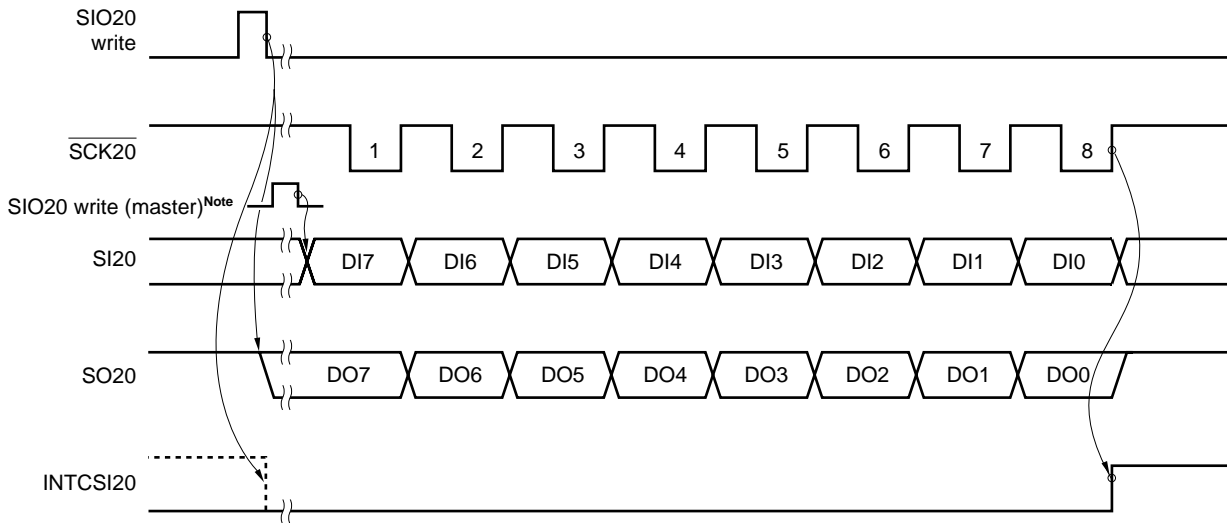 SIO20
write
SCK20
1 2 3 4 5 6 7 8
SIO20 write (master)Note
SI20
DI7 DI6 DI5 DI4 DI3 DI2 DI1 DI0
SO20
DO7 DO6 DO5 DO4 DO3 DO2 DO1 DO0
INTCSI20